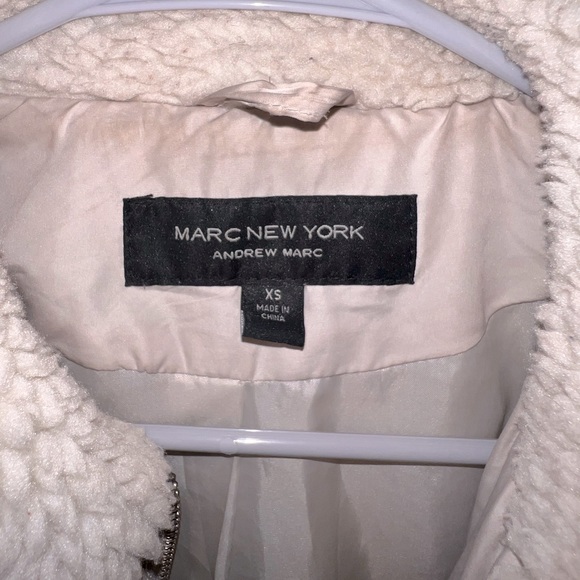 MARC NEW YORK
ANDREW MARC
XS
MADE IN
CHINA